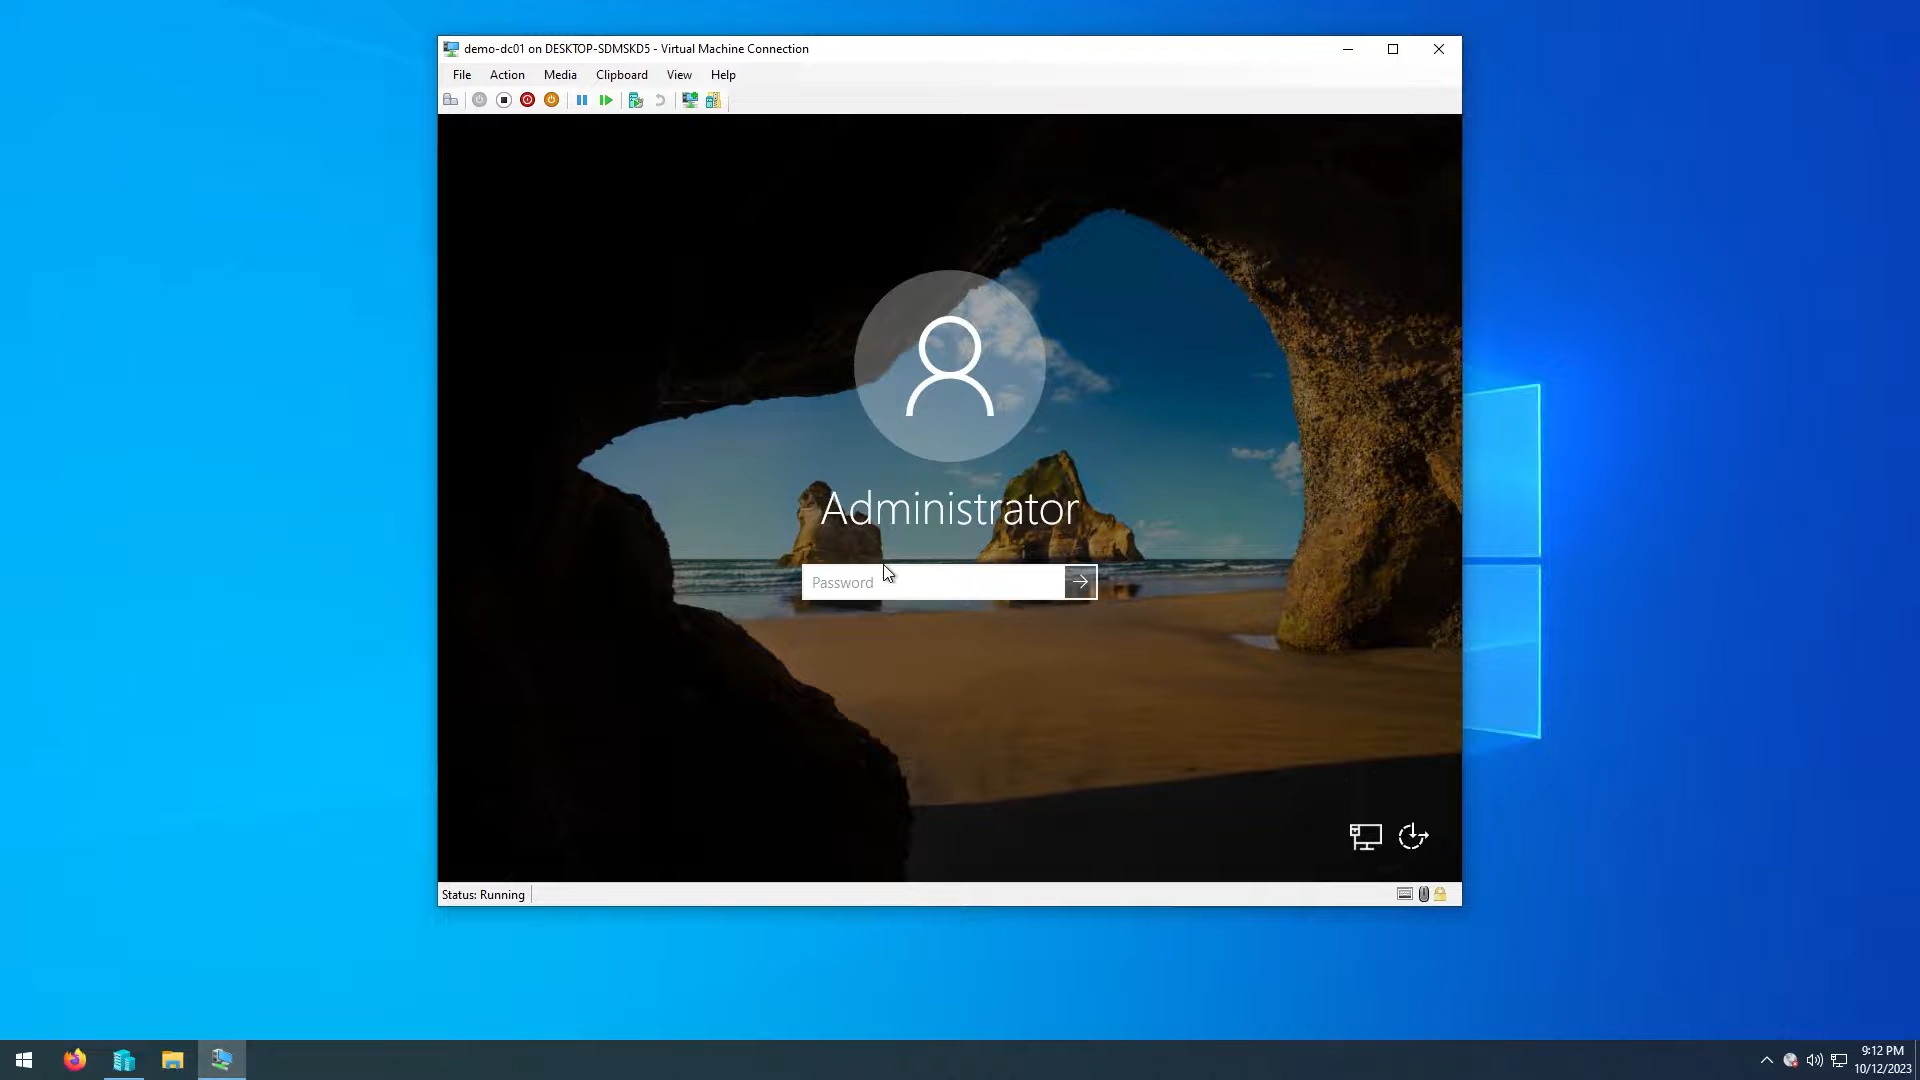 demo-dc01 on DESKTOP-SDMSKD5 - Virtual Machine Connection
File Action Media Clipboard View Help
Administrator
Password
Status: Running
9:12 PM
10/12/2023